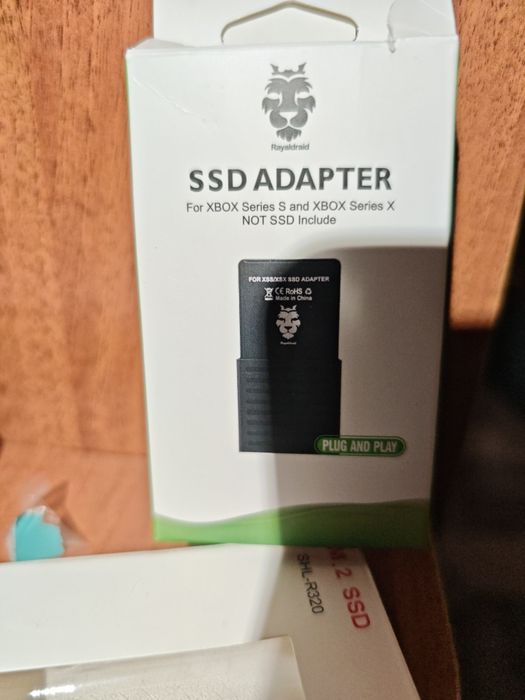 Rayaldraid
SSD ADAPTER
For XBOX Series S and XBOX Series X
NOT SSD Include
FOR XSS/XSX SSD ADAPTER
CE RoHS
Made in China
Rayaldraid
PLUG AND PLAY
M.2 SSD
SHL-R320